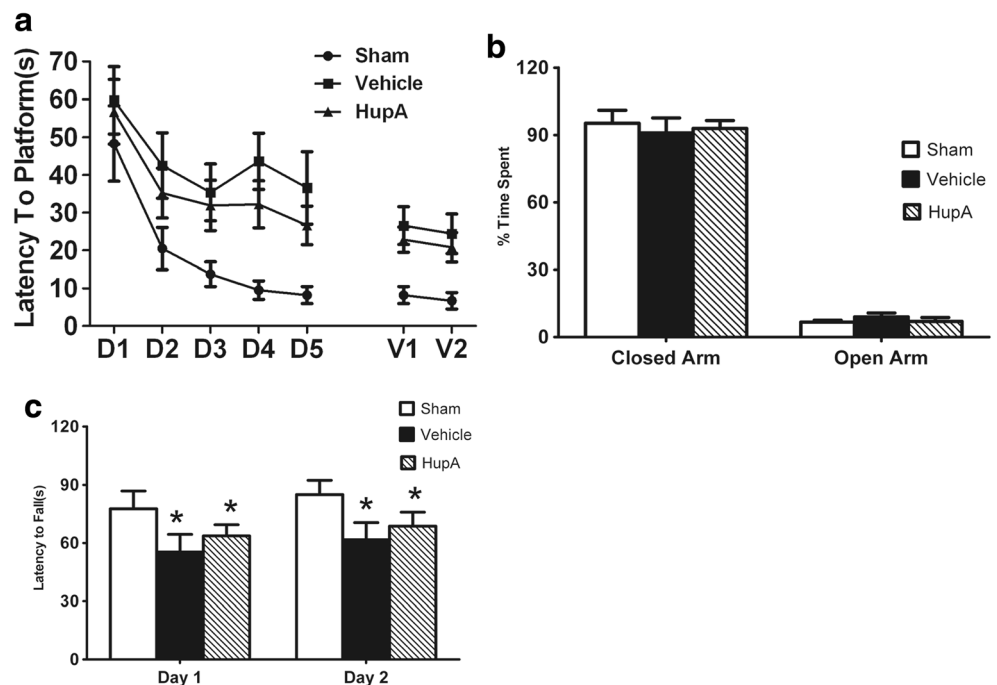 a
Latency To Platform(s)
70
60
50
40
30
20
10
0
D1 D2 D3 D4 D5 V1 V2
Sham
Vehicle
HupA
b
% Time Spent
120
90
60
30
0
Closed Arm Open Arm
Sham
Vehicle
HupA
c
Latency to Fall(s)
120
90
60
30
0
* * * *
Day 1 Day 2
Sham
Vehicle
HupA